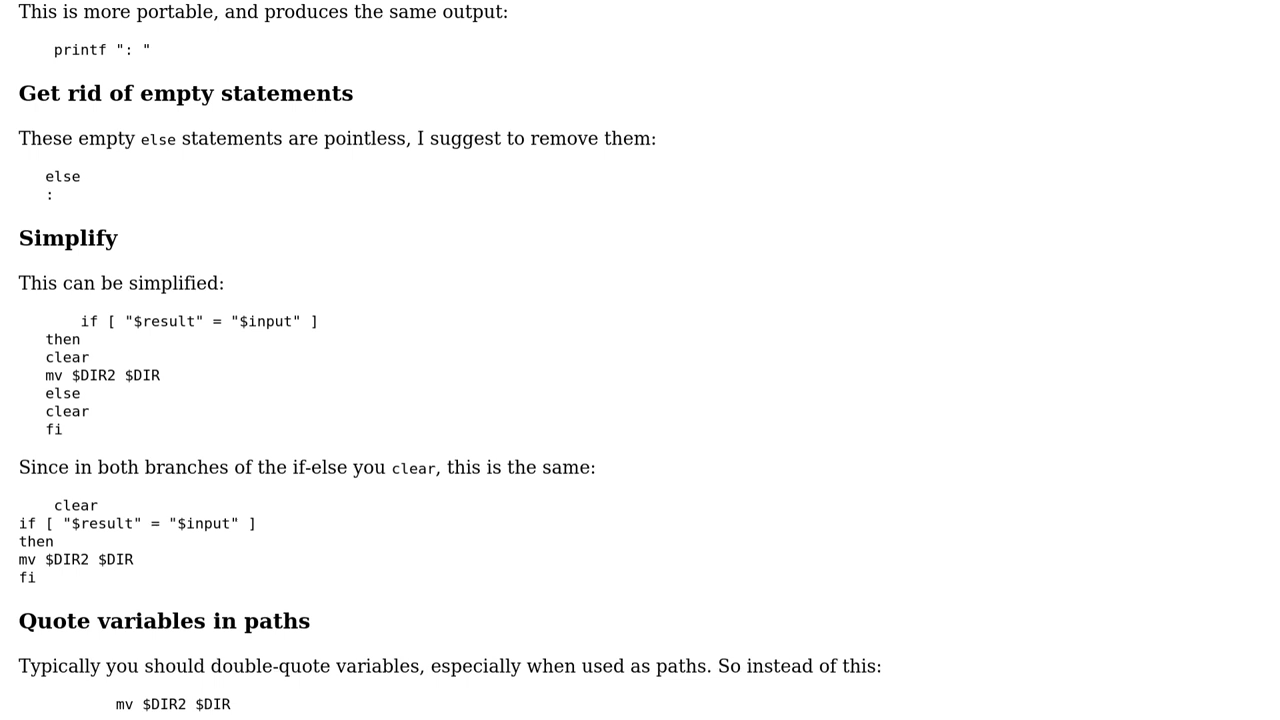 This is more portable, and produces the same output:
printf ": "
Get rid of empty statements
These empty else statements are pointless, I suggest to remove them:
else
:
Simplify
This can be simplified:
if [ "$result" = "$input" ]
then
clear
mv $DIR2 $DIR
else
clear
fi
Since in both branches of the if-else you clear, this is the same:
clear
if [ "$result" = "$input" ]
then
mv $DIR2 $DIR
fi
Quote variables in paths
Typically you should double-quote variables, especially when used as paths. So instead of this:
mv $DIR2 $DIR